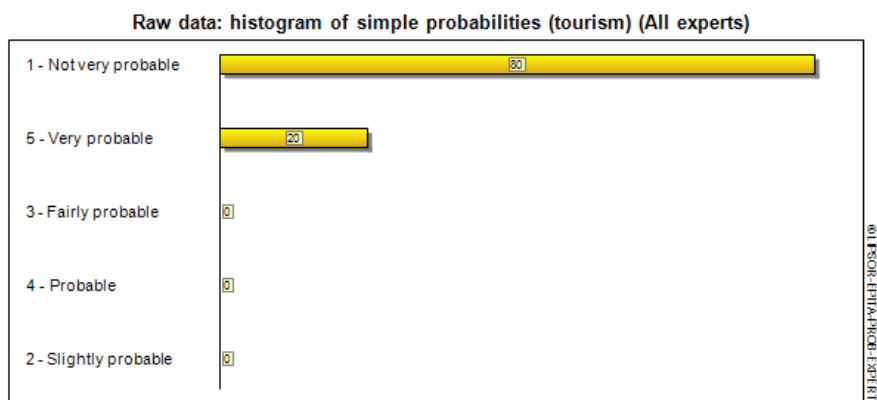 Raw data: histogram of simple probabilities (tourism) (All experts)
1 - Not very probable
80
5 - Very probable
20
3 - Fairly probable
0
4 - Probable
0
2 - Slightly probable
0
©LIPSOR-EPITA-PROB-EXPERT